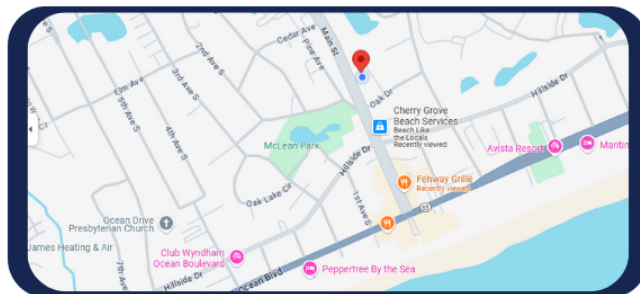 Cedar Ave
Main St
Pine Ave
2nd Ave S
3rd Ave S
Elm Ave
5th Ave S
4th Ave S
Oak Dr
Hillside Dr
Cherry Grove
Beach Services
Beach Like
the Locals
Recently viewed
McLean Park
Hillside Dr
Avista Resort
Maritim
Fenway Grille
Recently viewed
Oak Lake Cir
1st Ave S
65
Ocean Drive
Presbyterian Church
James Heating & Air
Club Wyndham
Ocean Boulevard
7th Ave S
Hillside Dr
Ocean Blvd
Peppertree By the Sea